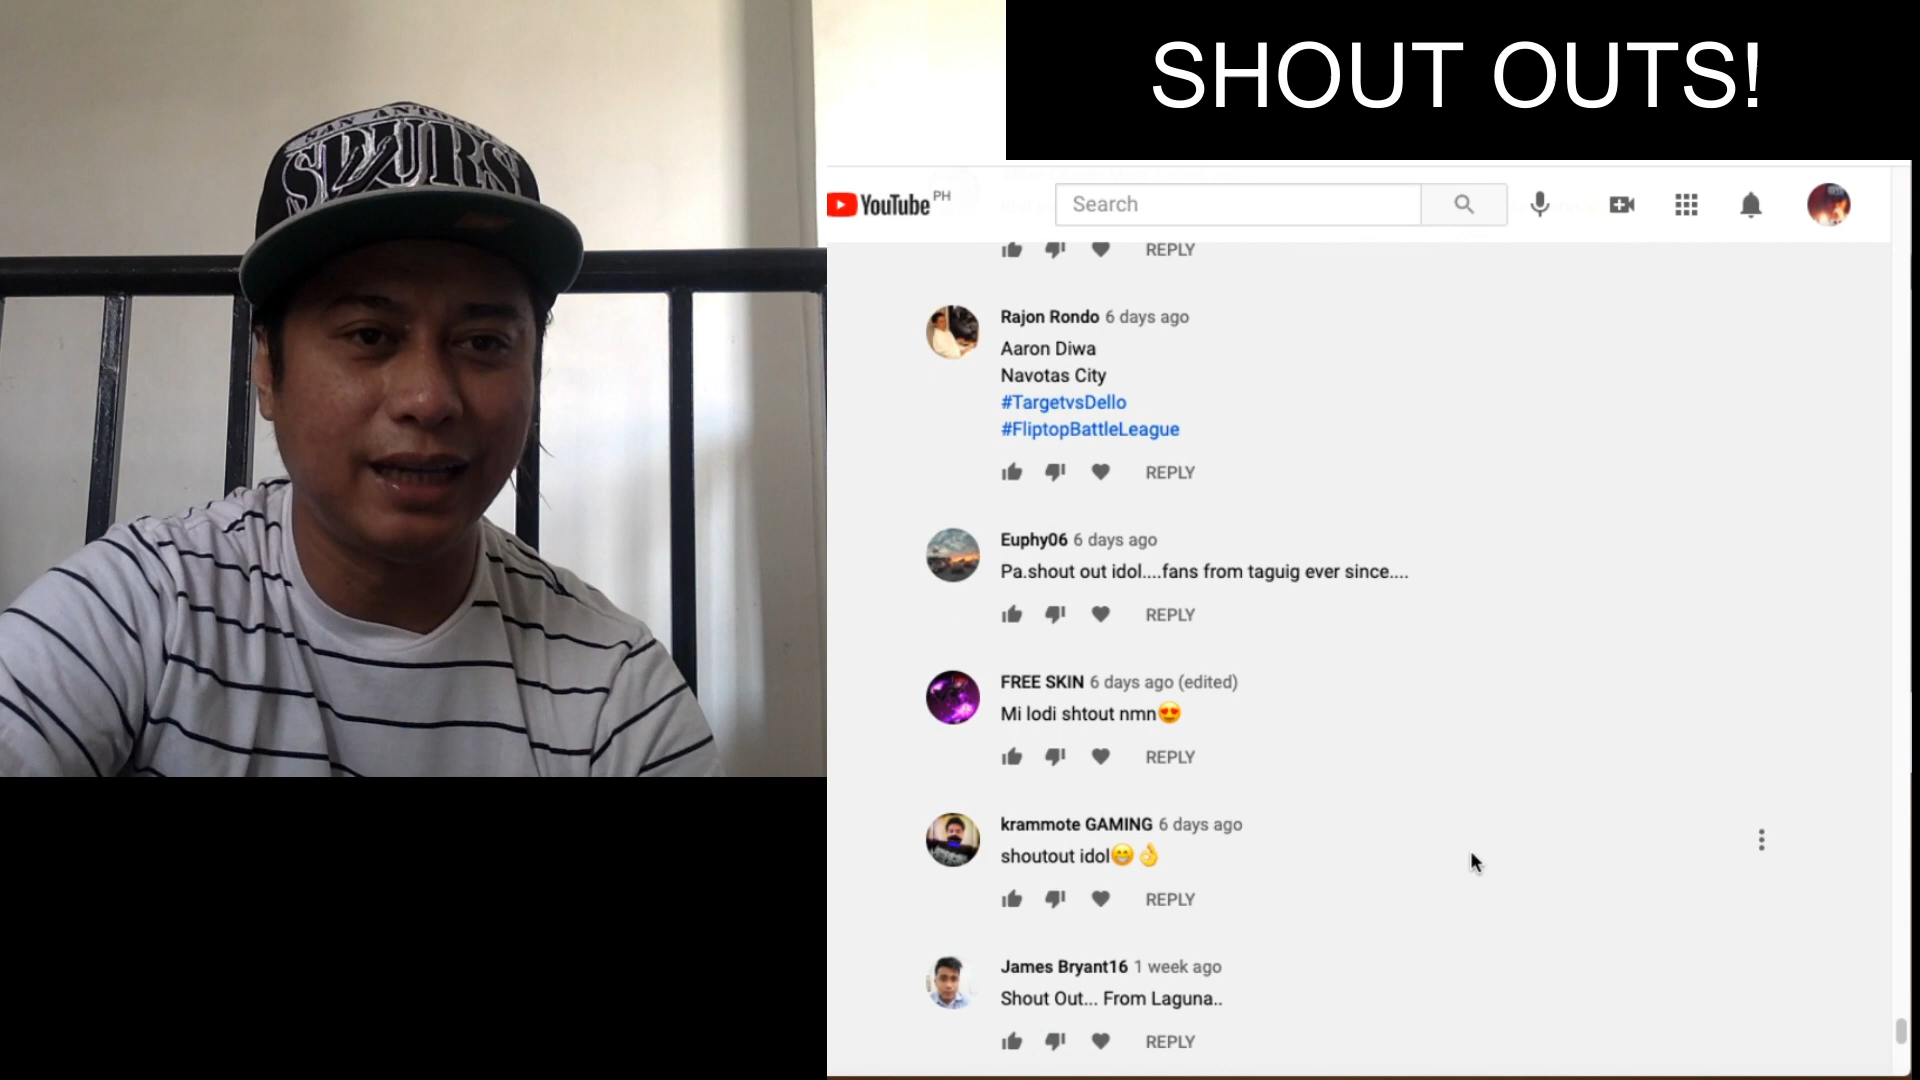 SHOUT OUTS!
SAN ANTONIO
SPURS
YouTube PH
Search
REPLY
Rajon Rondo 6 days ago
Aaron Diwa
Navotas City
#TargetvsDello
#FliptopBattleLeague
REPLY
Euphy06 6 days ago
Pa.shout out idol....fans from taguig ever since....
REPLY
FREE SKIN 6 days ago (edited)
Mi lodi shtout nmn😍
REPLY
krammote GAMING 6 days ago
shoutout idol😁👌
REPLY
James Bryant16 1 week ago
Shout Out... From Laguna..
REPLY